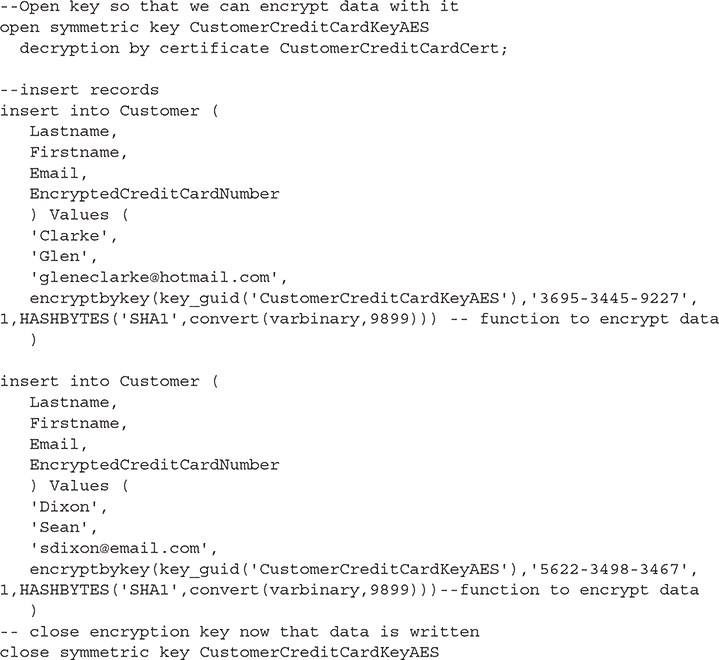 --Open key so that we can encrypt data with it
open symmetric key CustomerCreditCardKeyAES
decryption by certificate CustomerCreditCardCert;
--insert records
insert into Customer (
Lastname,
Firstname,
Email,
EncryptedCreditCardNumber
) Values (
'Clarke',
'Glen',
'gleneclarke@hotmail.com',
encryptbykey(key_guid('CustomerCreditCardKeyAES'),'3695-3445-9227',
1,HASHBYTES('SHA1',convert(varbinary,9899))) -- function to encrypt data
)
insert into Customer (
Lastname,
Firstname,
Email,
EncryptedCreditCardNumber
) Values (
'Dixon',
'Sean',
'sdixon@email.com',
encryptbykey(key_guid('CustomerCreditCardKeyAES'),'5622-3498-3467',
1,HASHBYTES('SHA1',convert(varbinary,9899)))--function to encrypt data
)
-- close encryption key now that data is written
close symmetric key CustomerCreditCardKeyAES